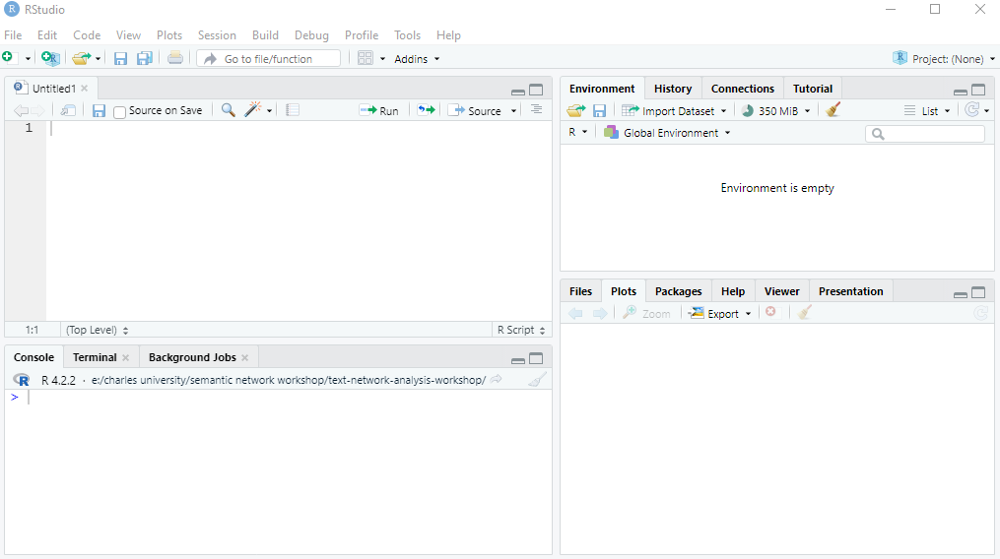 RStudio
File Edit Code View Plots Session Build Debug Profile Tools Help
Go to file/function Addins Project: (None)
Untitled1
Source on Save Run Source
1
1:1 (Top Level) R Script
Console Terminal Background Jobs
R 4.2.2 · e:/charles university/semantic network workshop/text-network-analysis-workshop/
>
Environment History Connections Tutorial
Import Dataset 350 MiB List
R Global Environment
Environment is empty
Files Plots Packages Help Viewer Presentation
Zoom Export